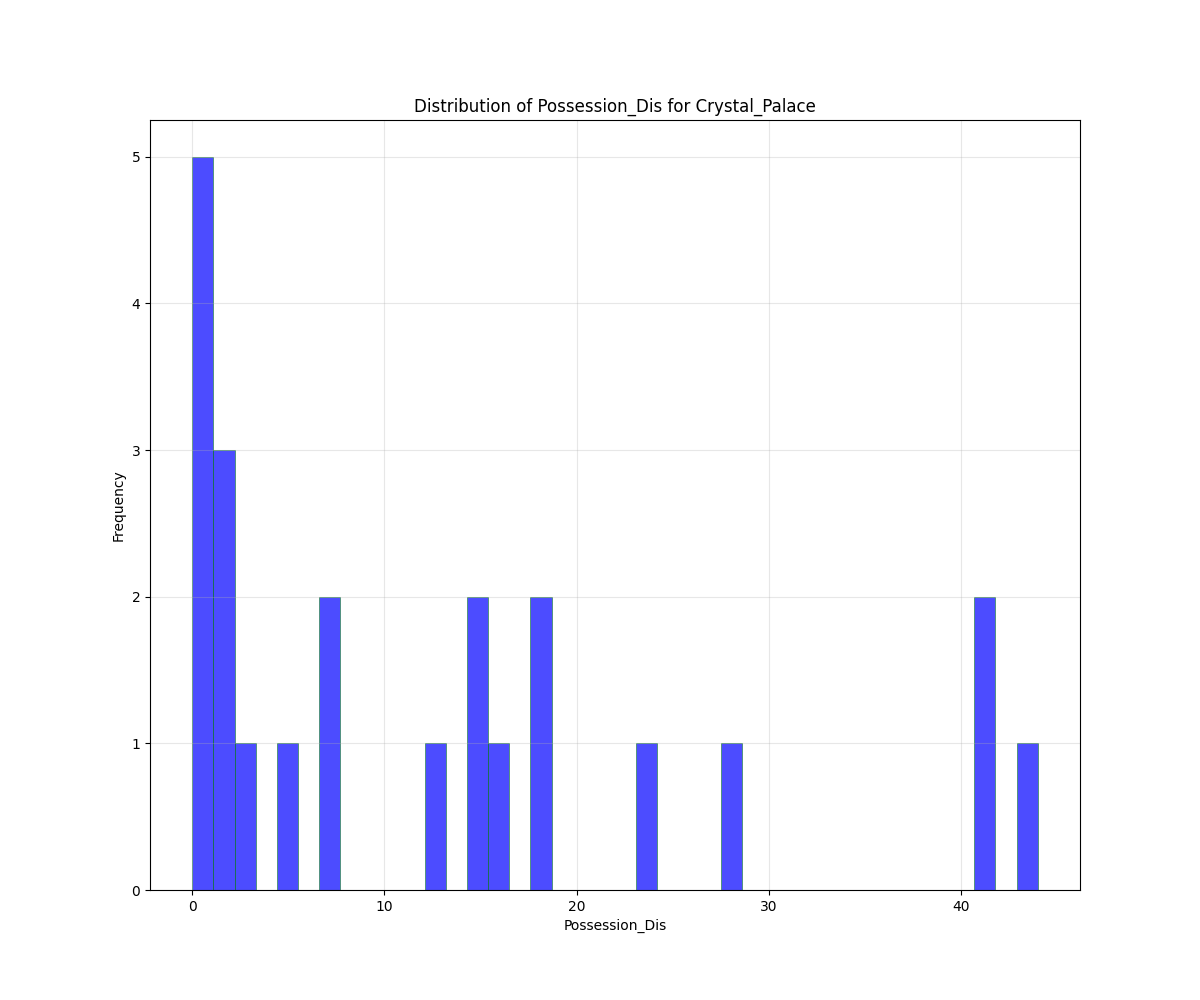 Distribution of Possession_Dis for Crystal_Palace
5
4
3
2
1
0
Frequency
0 10 20 30 40
Possession_Dis